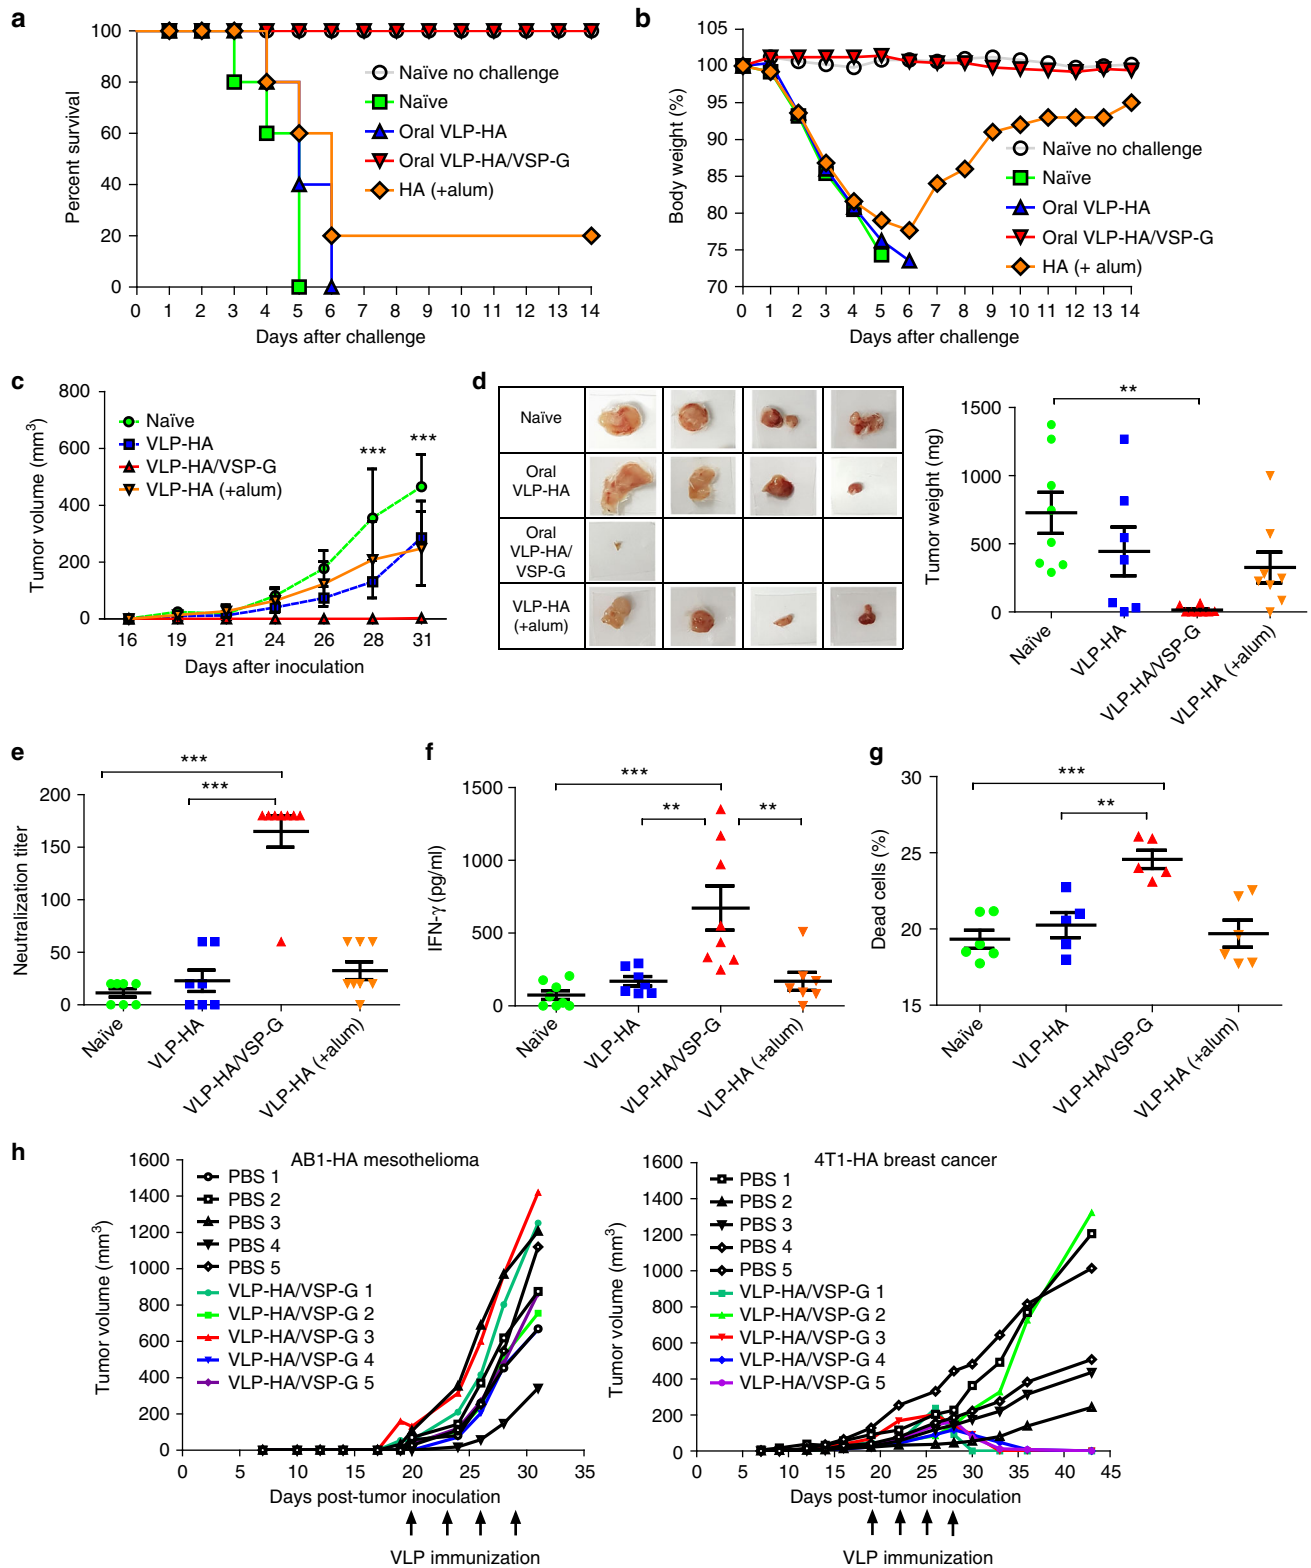 a
100
80
60
40
20
0
Percent survival
0 1 2 3 4 5 6 7 8 9 10 11 12 13 14
Days after challenge
Naïve no challenge
Naïve
Oral VLP-HA
Oral VLP-HA/VSP-G
HA (+alum)
b
105
100
95
90
85
80
75
70
Body weight (%)
0 1 2 3 4 5 6 7 8 9 10 11 12 13 14
Days after challenge
Naïve no challenge
Naïve
Oral VLP-HA
Oral VLP-HA/VSP-G
HA (+ alum)
c
800
600
400
200
0
Tumor volume (mm³)
16 19 21 24 26 28 31
Days after inoculation
Naïve
VLP-HA
VLP-HA/VSP-G
VLP-HA (+alum)
*** ***
d
Naïve
Oral
VLP-HA
Oral
VLP-HA/
VSP-G
VLP-HA
(+alum)
**
1500
1000
500
0
Tumor weight (mg)
Naïve
VLP-HA
VLP-HA/VSP-G
VLP-HA (+alum)
e
***
***
200
150
100
50
0
Neutralization titer
Naïve
VLP-HA
VLP-HA/VSP-G
VLP-HA (+alum)
f
***
** **
1500
1000
500
0
IFN-γ (pg/ml)
Naïve
VLP-HA
VLP-HA/VSP-G
VLP-HA (+alum)
g
***
**
30
25
20
15
Dead cells (%)
Naïve
VLP-HA
VLP-HA/VSP-G
VLP-HA (+alum)
h
AB1-HA mesothelioma
1600
1400
1200
1000
800
600
400
200
0
Tumor volume (mm³)
PBS 1
PBS 2
PBS 3
PBS 4
PBS 5
VLP-HA/VSP-G 1
VLP-HA/VSP-G 2
VLP-HA/VSP-G 3
VLP-HA/VSP-G 4
VLP-HA/VSP-G 5
0 5 10 15 20 25 30 35
Days post-tumor inoculation
VLP immunization
4T1-HA breast cancer
1600
1400
1200
1000
800
600
400
200
0
Tumor volume (mm³)
PBS 1
PBS 2
PBS 3
PBS 4
PBS 5
VLP-HA/VSP-G 1
VLP-HA/VSP-G 2
VLP-HA/VSP-G 3
VLP-HA/VSP-G 4
VLP-HA/VSP-G 5
0 5 10 15 20 25 30 35 40 45
Days post-tumor inoculation
VLP immunization